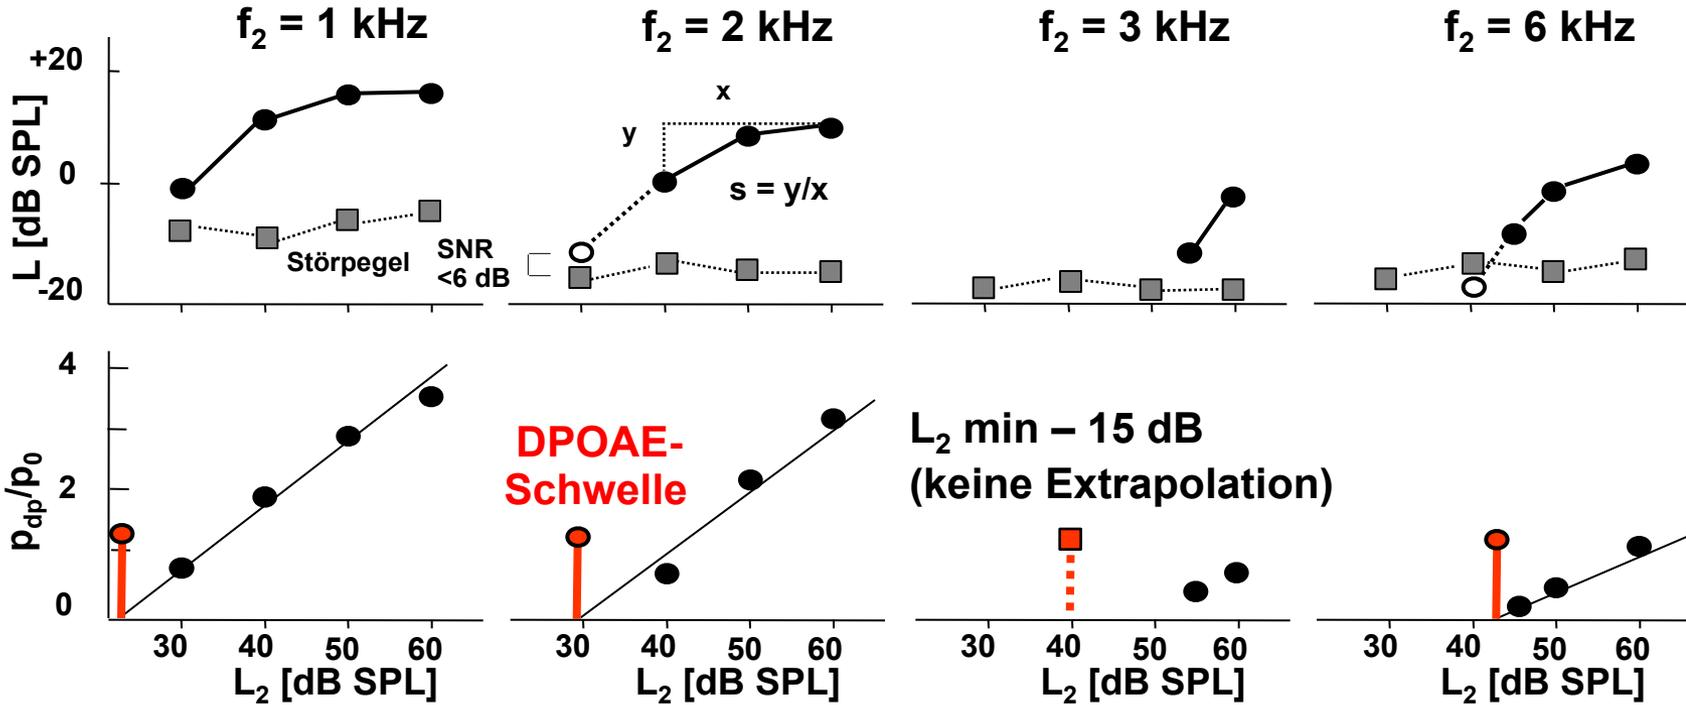 f2 = 1 kHz
f2 = 2 kHz
f2 = 3 kHz
f2 = 6 kHz
L [dB SPL]
+20
0
-20
Störpegel
SNR
<6 dB
x
y
s = y/x
pdp/p0
4
2
0
DPOAE-
Schwelle
L2 min – 15 dB
(keine Extrapolation)
30 40 50 60
30 40 50 60
30 40 50 60
30 40 50 60
L2 [dB SPL]
L2 [dB SPL]
L2 [dB SPL]
L2 [dB SPL]